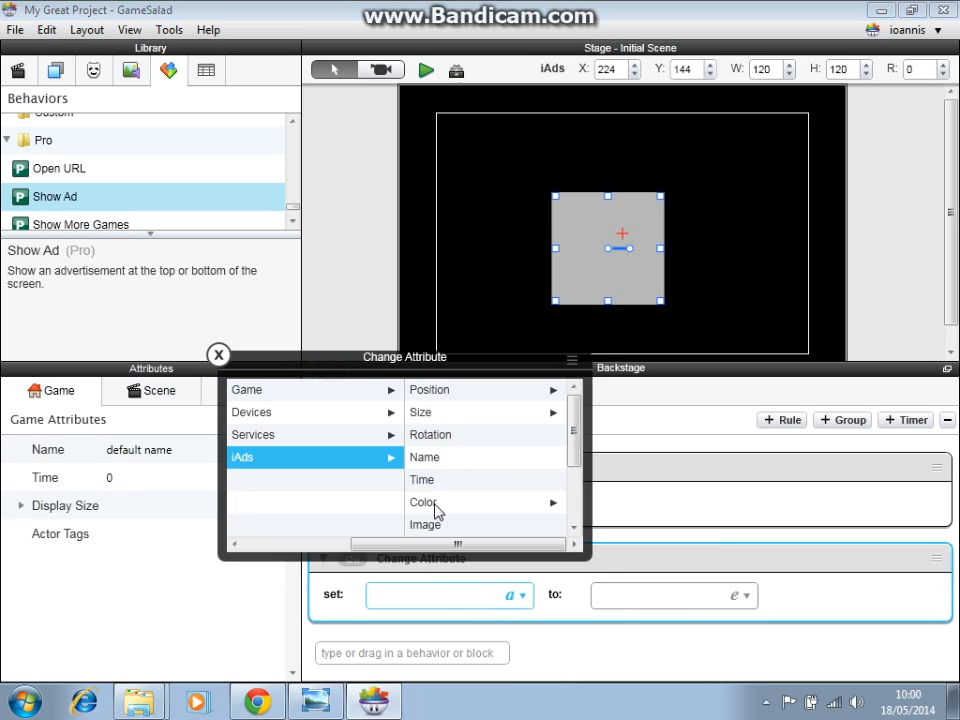 My Great Project - GameSalad
www.Bandicam.com
File Edit Layout View Tools Help
ioannis
Library
Stage - Initial Scene
iAds X: 224 Y: 144 W: 120 H: 120 R: 0
Behaviors
Custom
Pro
P Open URL
P Show Ad
P Show More Games
Show Ad (Pro)
Show an advertisement at the top or bottom of the
screen.
X
Change Attribute
Attributes
Backstage
Game Scene
Game Position
Devices Size
Services Rotation
iAds Name
Time
Color
Image
Game Attributes
+ Rule + Group + Timer
Name default name
Time 0
Display Size
Actor Tags
Change Attribute
set: a to: e
type or drag in a behavior or block
10:00
18/05/2014